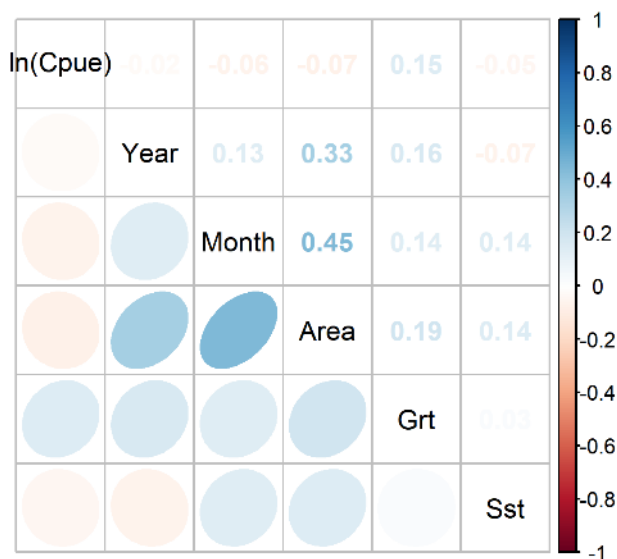 ln(Cpue) -0.02 -0.06 -0.07 0.15 -0.05
Year 0.13 0.33 0.16 -0.07
Month 0.45 0.14 0.14
Area 0.19 0.14
Grt 0.03
Sst
1
0.8
0.6
0.4
0.2
0
-0.2
-0.4
-0.6
-0.8
-1